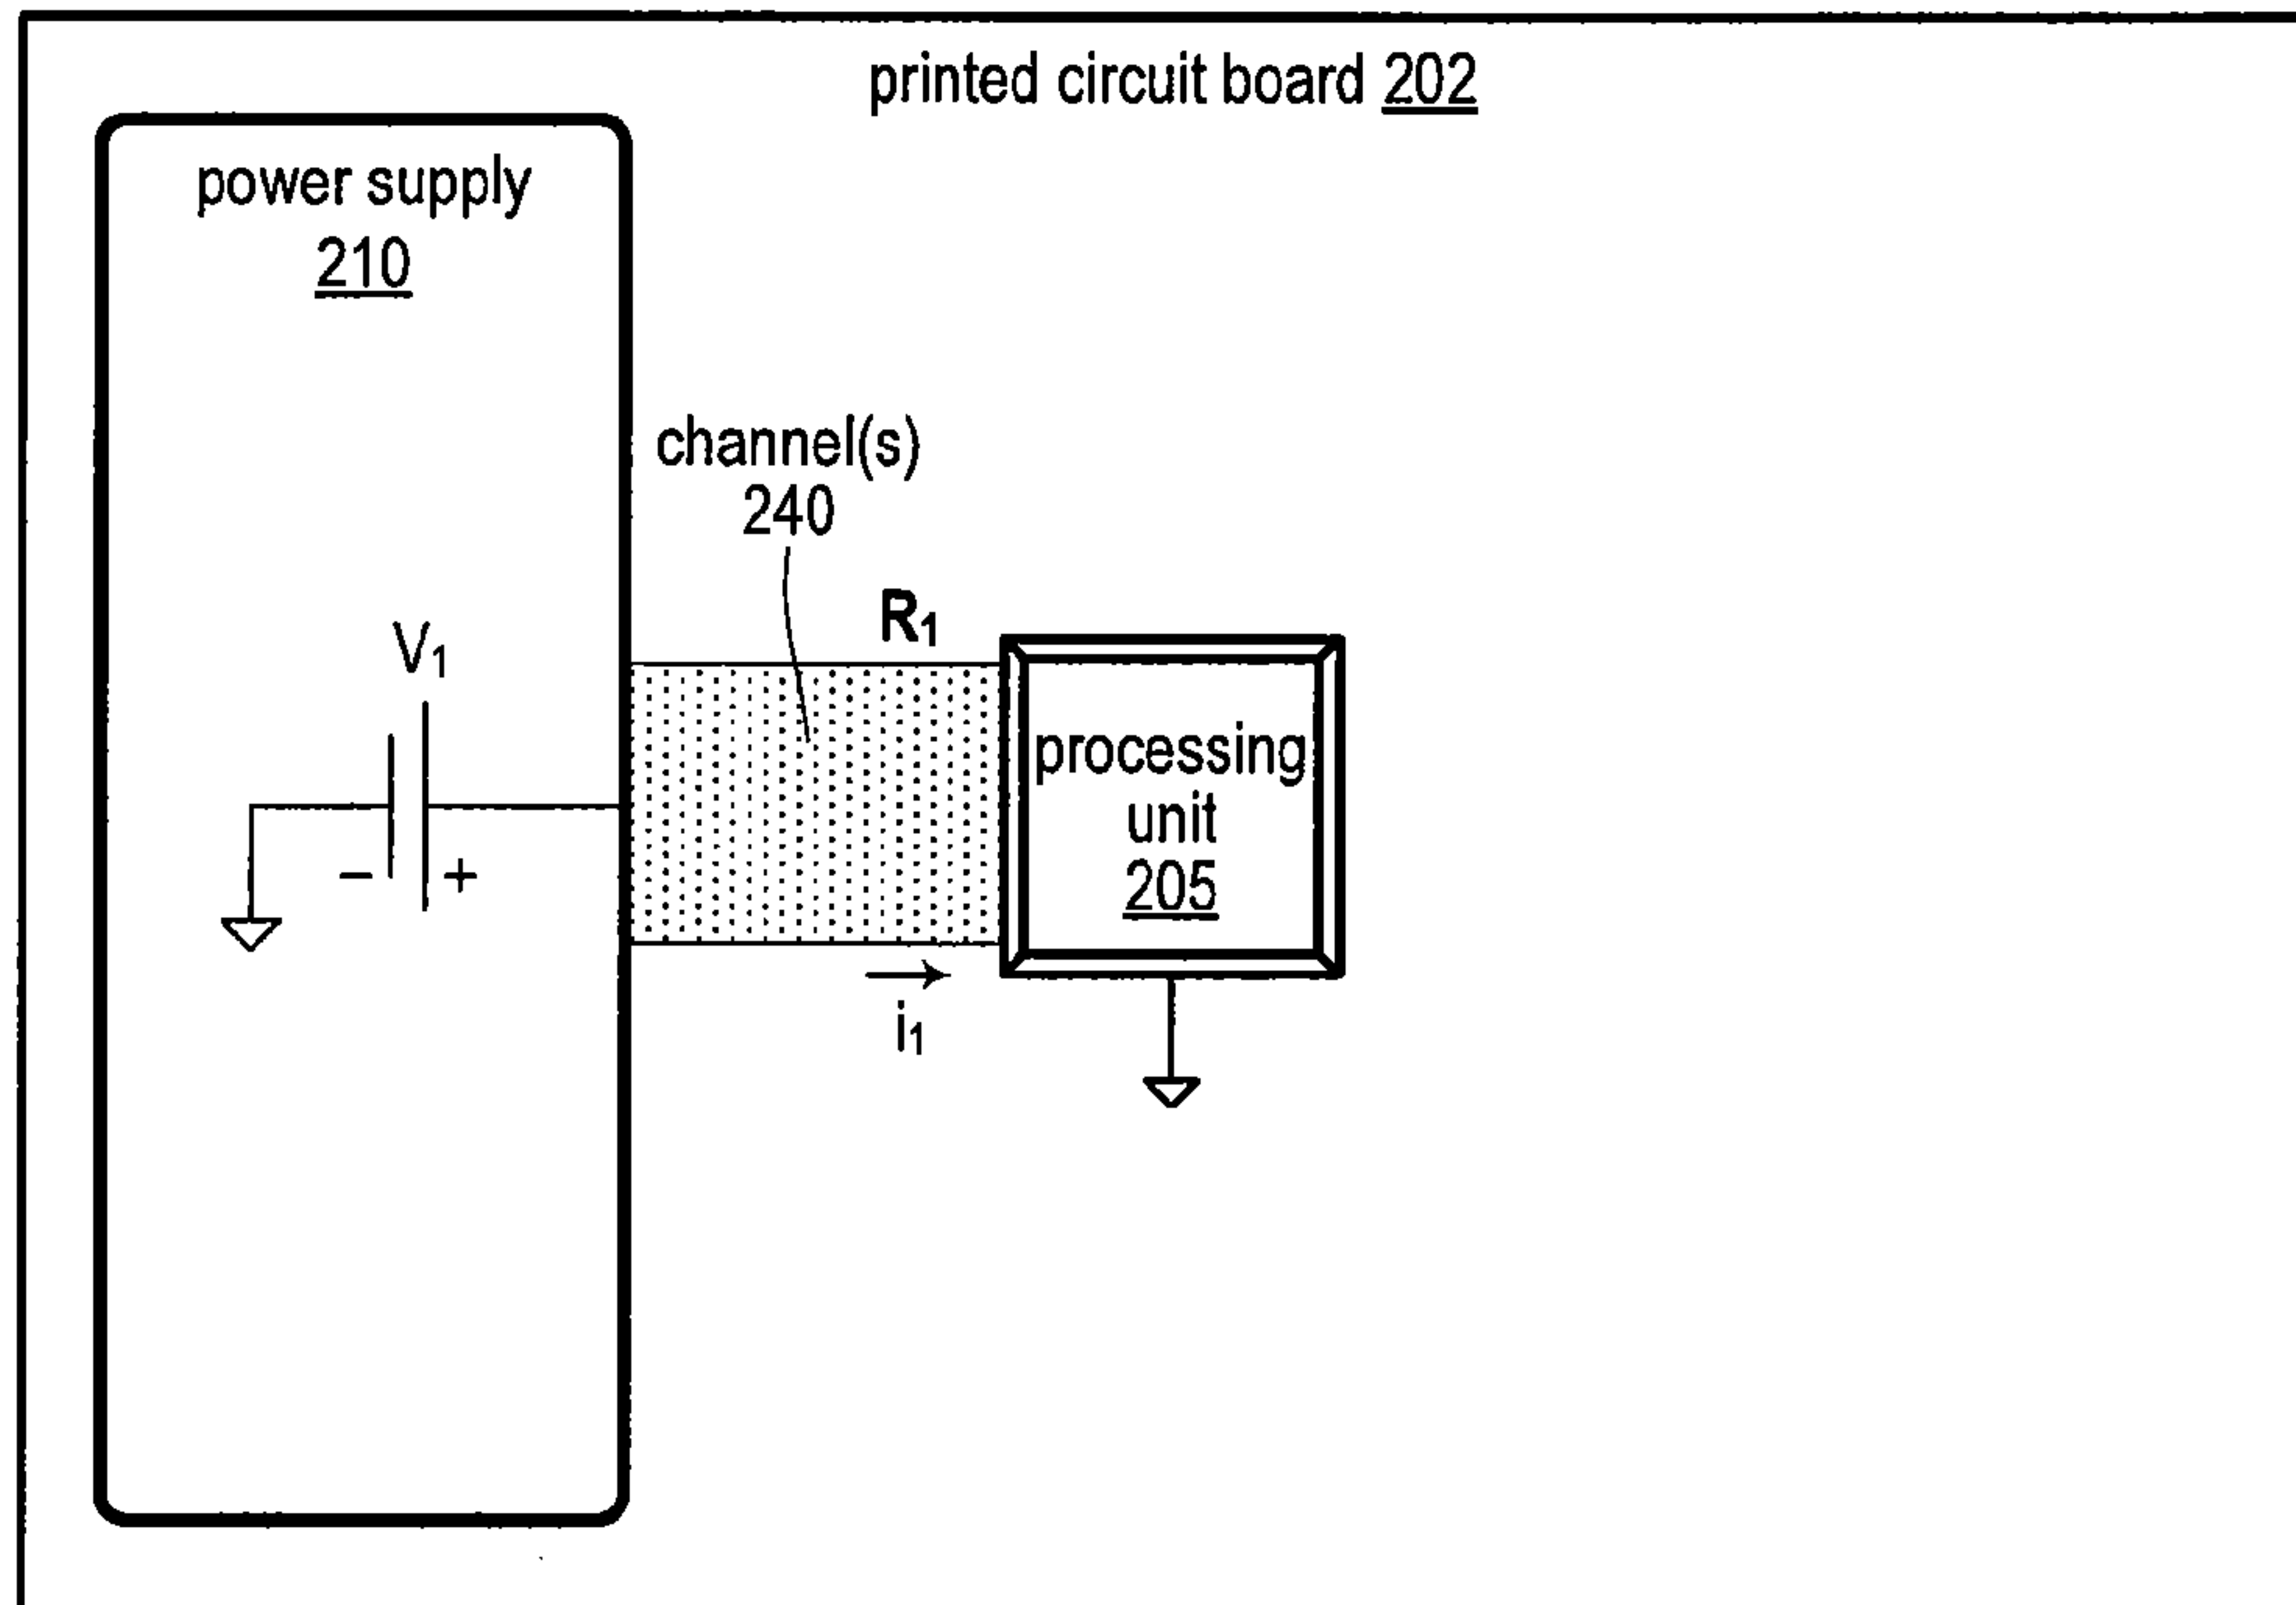 printed circuit board 202
power supply
210
channel(s)
240
R₁
V₁
processing
unit
205
− +
i₁